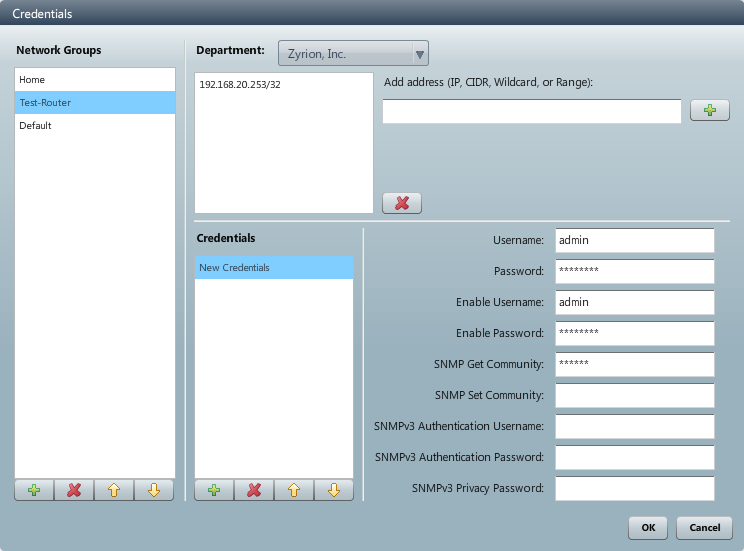 Credentials
Network Groups
Home
Test-Router
Default
Department: Zyrion, Inc.
192.168.20.253/32
Add address (IP, CIDR, Wildcard, or Range):
Credentials
New Credentials
Username: admin
Password: ********
Enable Username: admin
Enable Password: ********
SNMP Get Community: ******
SNMP Set Community:
SNMPv3 Authentication Username:
SNMPv3 Authentication Password:
SNMPv3 Privacy Password:
OK Cancel